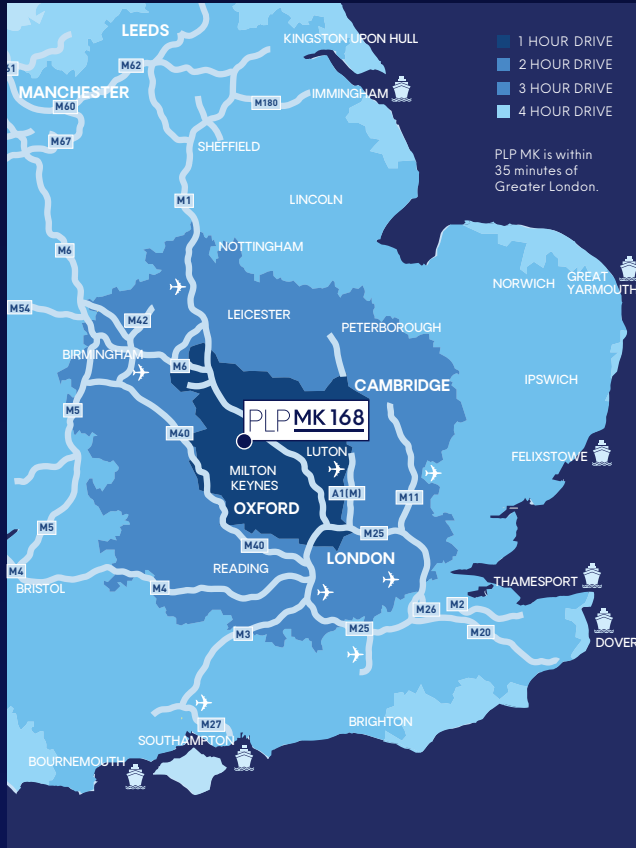 LEEDS
KINGSTON UPON HULL
1 HOUR DRIVE
2 HOUR DRIVE
3 HOUR DRIVE
4 HOUR DRIVE
61
M62
MANCHESTER
M60
M180
IMMINGHAM
M67
SHEFFIELD
PLP MK is within
35 minutes of
Greater London.
M1
LINCOLN
M6
NOTTINGHAM
NORWICH
GREAT
YARMOUTH
M54
M42
LEICESTER
PETERBOROUGH
BIRMINGHAM
M6
CAMBRIDGE
IPSWICH
M5
PLP MK 168
M40
LUTON
FELIXSTOWE
MILTON
KEYNES
A1(M)
M11
OXFORD
M5
M25
M40
LONDON
M4
READING
THAMESPORT
BRISTOL
M4
M26
M2
M3
M25
M20
DOVER
M27
BRIGHTON
SOUTHAMPTON
BOURNEMOUTH